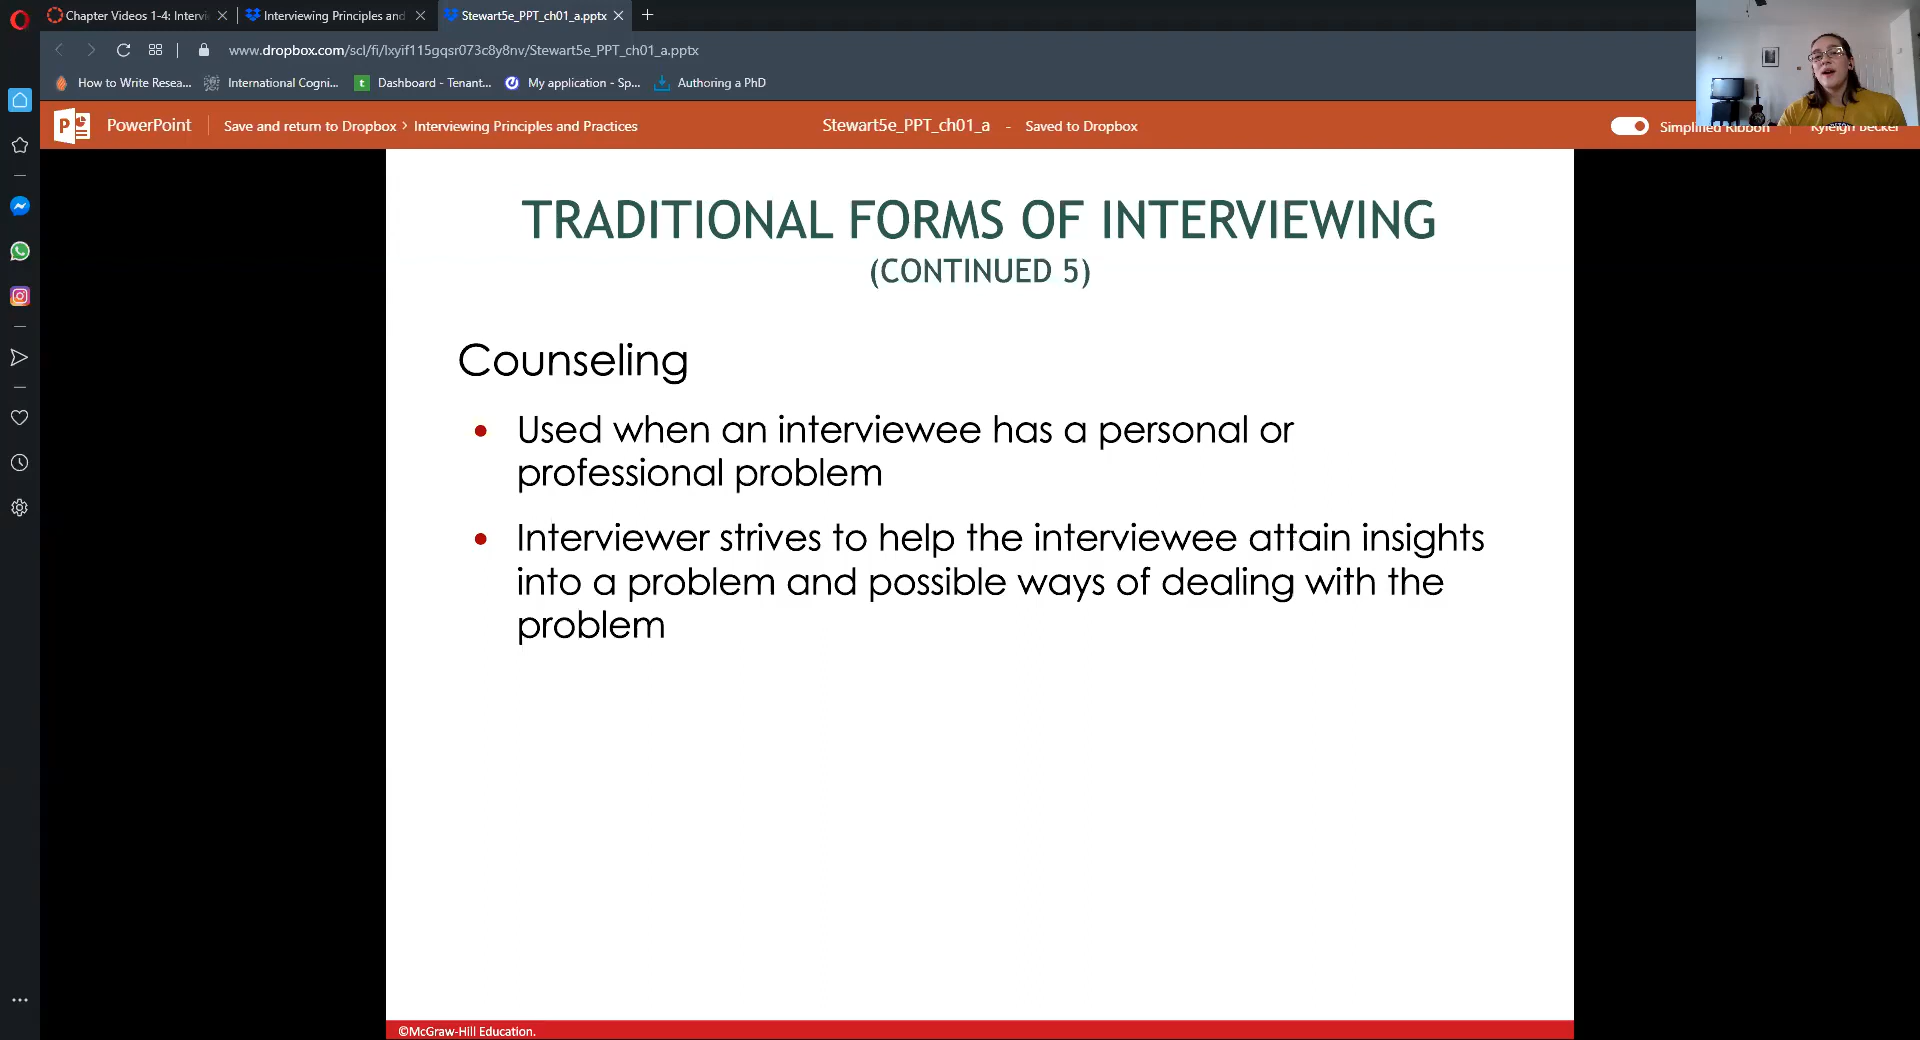 Chapter Videos 1-4: Intervi
Interviewing Principles and
Stewart5e_PPT_ch01_a.pptx
www.dropbox.com/scl/fi/lxyif115gqsr073c8y8nv/Stewart5e_PPT_ch01_a.pptx
How to Write Resea...
International Cogni...
Dashboard - Tenant...
My application - Sp...
Authoring a PhD
PowerPoint
Save and return to Dropbox > Interviewing Principles and Practices
Stewart5e_PPT_ch01_a - Saved to Dropbox
Simplified Ribbon
Kyleigh Becker
TRADITIONAL FORMS OF INTERVIEWING
(CONTINUED 5)
Counseling
• Used when an interviewee has a personal or
professional problem
• Interviewer strives to help the interviewee attain insights
into a problem and possible ways of dealing with the
problem
©McGraw-Hill Education.